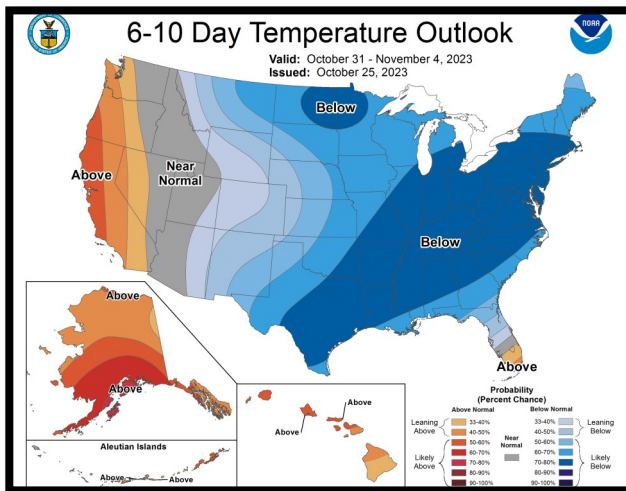 6-10 Day Temperature Outlook
NOAA
Valid: October 31 - November 4, 2023
Issued: October 25, 2023
Below
Near
Normal
Above
Below
Above
Above
Above
Above
Above
Aleutian Islands
Above
Above
Probability
(Percent Chance)
Above Normal
Below Normal
Leaning
Above
33-40%
33-40%
Leaning
Below
40-50%
40-50%
Likely
Above
50-60%
Near
Normal
50-60%
Likely
Below
60-70%
60-70%
70-80%
70-80%
80-90%
80-90%
90-100%
90-100%